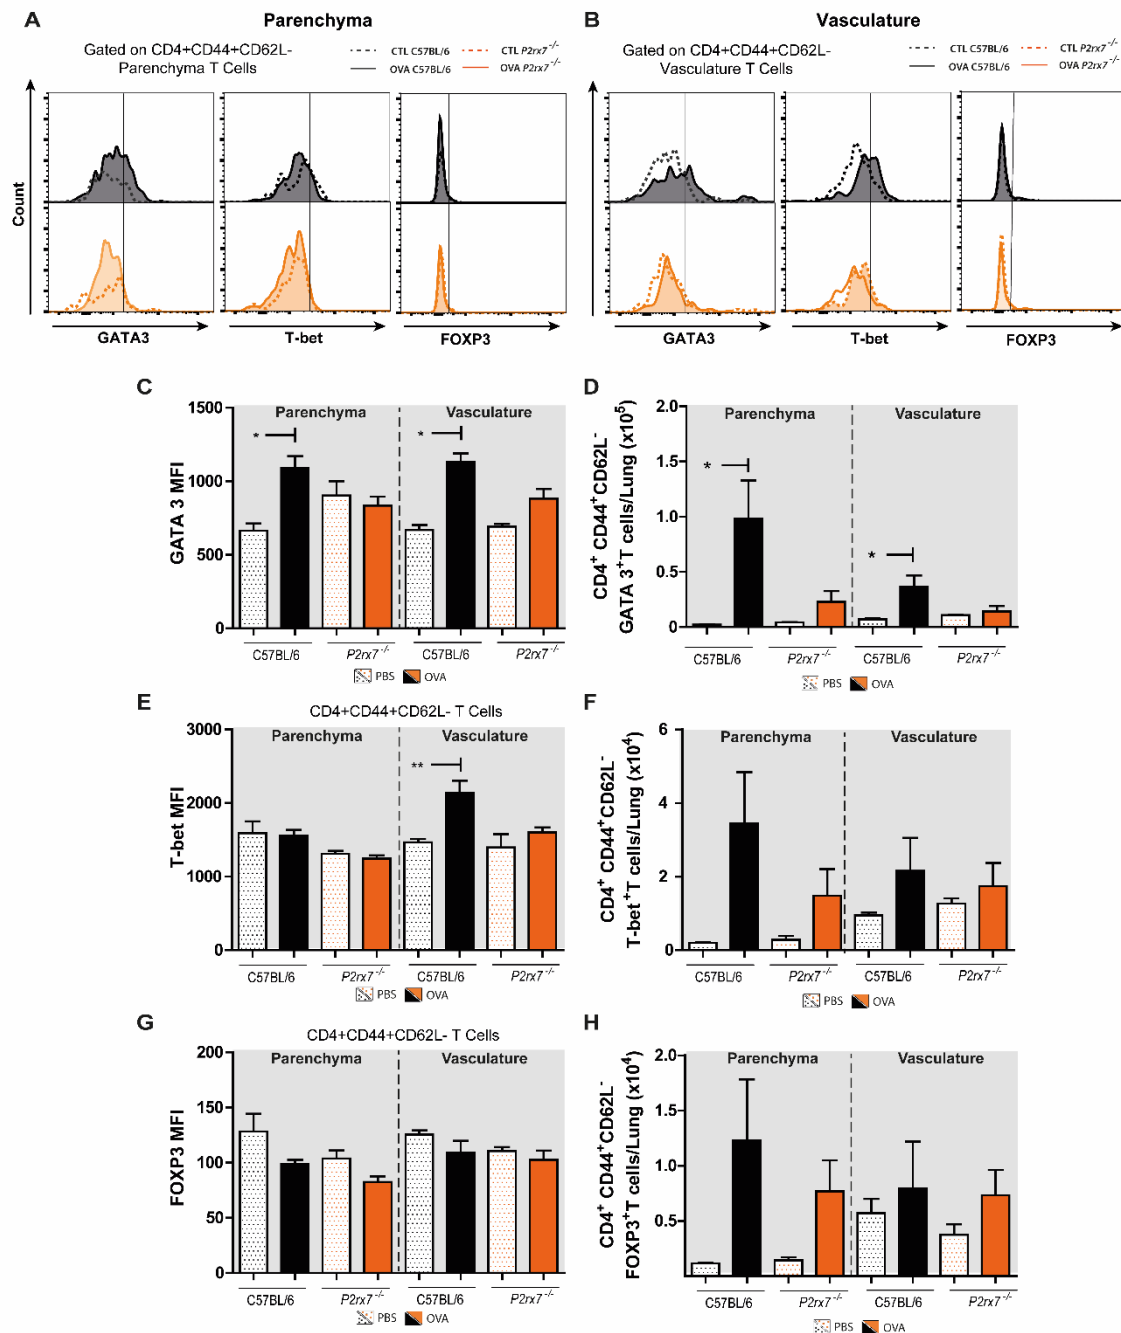 A
Parenchyma
Gated on CD4+CD44+CD62L-
Parenchyma T Cells
CTL C57BL/6
CTL P2rx7-/-
OVA C57BL/6
OVA P2rx7-/-
Count
GATA3
T-bet
FOXP3
B
Vasculature
Gated on CD4+CD44+CD62L-
Vasculature T Cells
CTL C57BL/6
CTL P2rx7-/-
OVA C57BL/6
OVA P2rx7-/-
GATA3
T-bet
FOXP3
C
Parenchyma
Vasculature
GATA 3 MFI
1500
1000
500
0
*
*
C57BL/6
P2rx7-/-
C57BL/6
P2rx7-/-
PBS
OVA
D
Parenchyma
Vasculature
CD4+ CD44+CD62L-
GATA 3+T cells/Lung (x10^5)
2.0
1.5
1.0
0.5
0
*
*
C57BL/6
P2rx7-/-
C57BL/6
P2rx7-/-
PBS
OVA
E
CD4+CD44+CD62L- T Cells
Parenchyma
Vasculature
T-bet MFI
3000
2000
1000
0
**
C57BL/6
P2rx7-/-
C57BL/6
P2rx7-/-
PBS
OVA
F
Parenchyma
Vasculature
CD4+ CD44+CD62L-
T-bet +T cells/Lung (x10^4)
6
4
2
0
C57BL/6
P2rx7-/-
C57BL/6
P2rx7-/-
PBS
OVA
G
CD4+CD44+CD62L- T Cells
Parenchyma
Vasculature
FOXP3 MFI
200
150
100
50
0
C57BL/6
P2rx7-/-
C57BL/6
P2rx7-/-
PBS
OVA
H
Parenchyma
Vasculature
CD4+ CD44+CD62L-
FOXP3+T cells/Lung (x10^4)
2.0
1.5
1.0
0.5
C57BL/6
P2rx7-/-
C57BL/6
P2rx7-/-
PBS
OVA